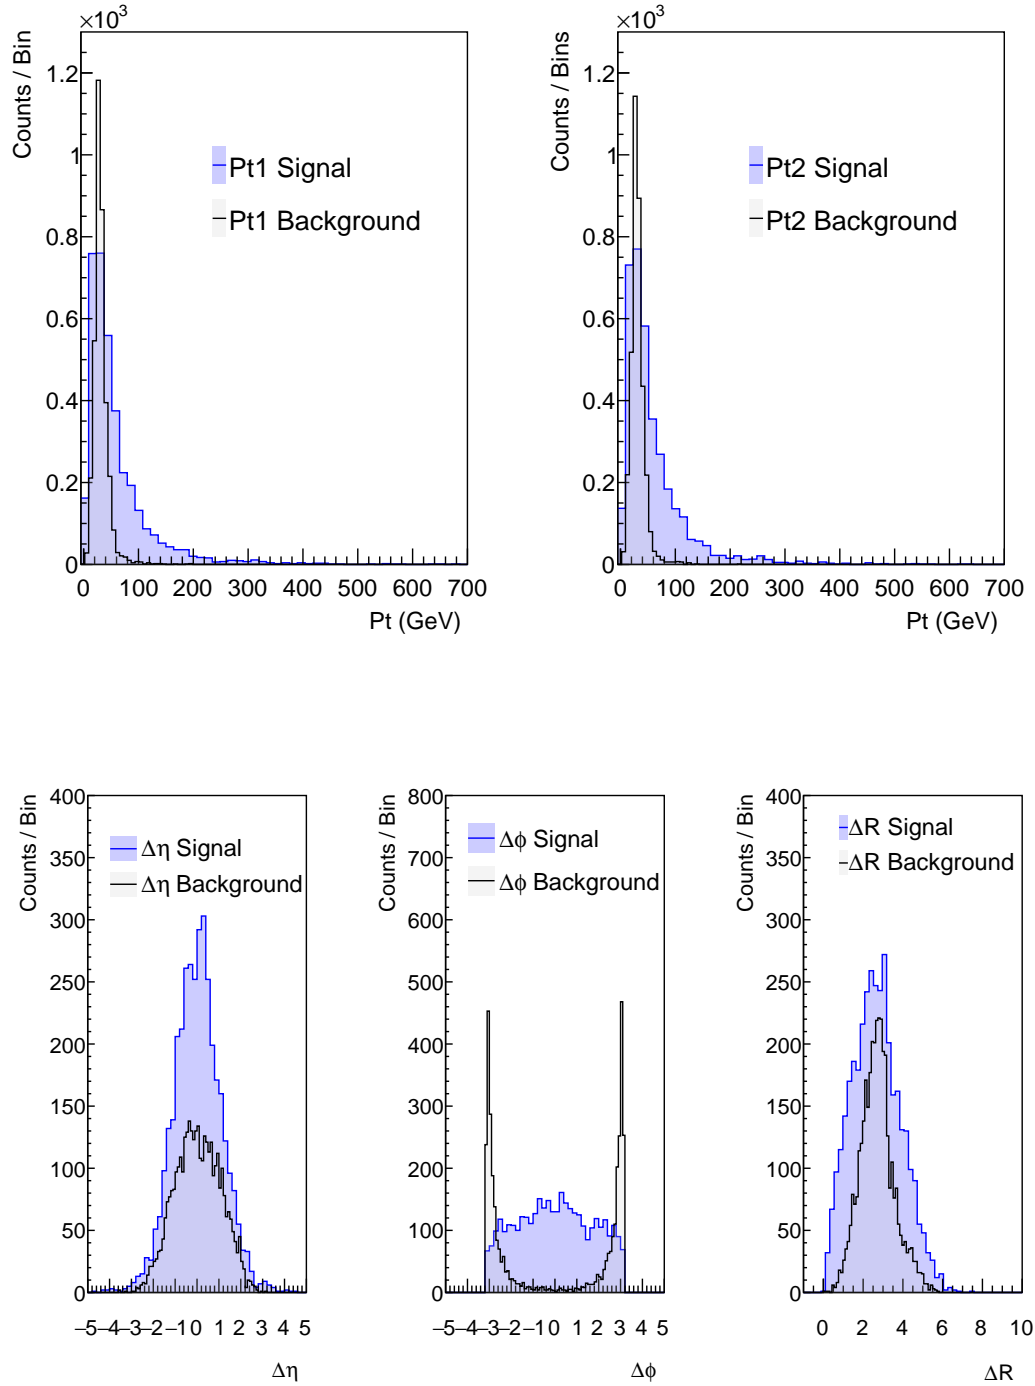 ×10³
Counts / Bin
1.2
1
0.8
0.6
0.4
0.2
0
Pt1 Signal
Pt1 Background
0 100 200 300 400 500 600 700
Pt (GeV)
×10³
Counts / Bins
1.2
1
0.8
0.6
0.4
0.2
0
Pt2 Signal
Pt2 Background
0 100 200 300 400 500 600 700
Pt (GeV)
Counts / Bin
400
350
300
250
200
150
100
50
0
Δη Signal
Δη Background
−5 −4 −3 −2 −1 0 1 2 3 4 5
Δη
Counts / Bin
800
700
600
500
400
300
200
100
0
Δϕ Signal
Δϕ Background
−5 −4 −3 −2 −1 0 1 2 3 4 5
Δϕ
Counts / Bin
400
350
300
250
200
150
100
50
0
ΔR Signal
ΔR Background
0 2 4 6 8 10
ΔR